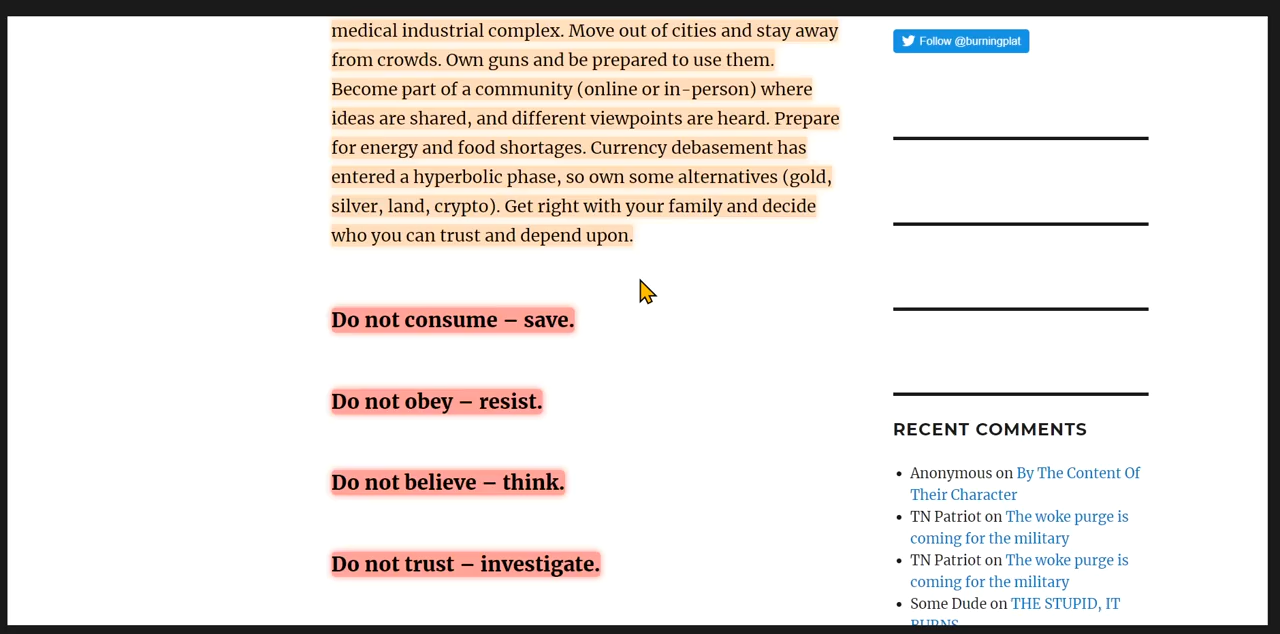 medical industrial complex. Move out of cities and stay away
from crowds. Own guns and be prepared to use them.
Become part of a community (online or in-person) where
ideas are shared, and different viewpoints are heard. Prepare
for energy and food shortages. Currency debasement has
entered a hyperbolic phase, so own some alternatives (gold,
silver, land, crypto). Get right with your family and decide
who you can trust and depend upon.
Do not consume – save.
Do not obey – resist.
Do not believe – think.
Do not trust – investigate.
Follow @burningplat
RECENT COMMENTS
Anonymous on By The Content Of
Their Character
TN Patriot on The woke purge is
coming for the military
TN Patriot on The woke purge is
coming for the military
Some Dude on THE STUPID, IT
BURNS